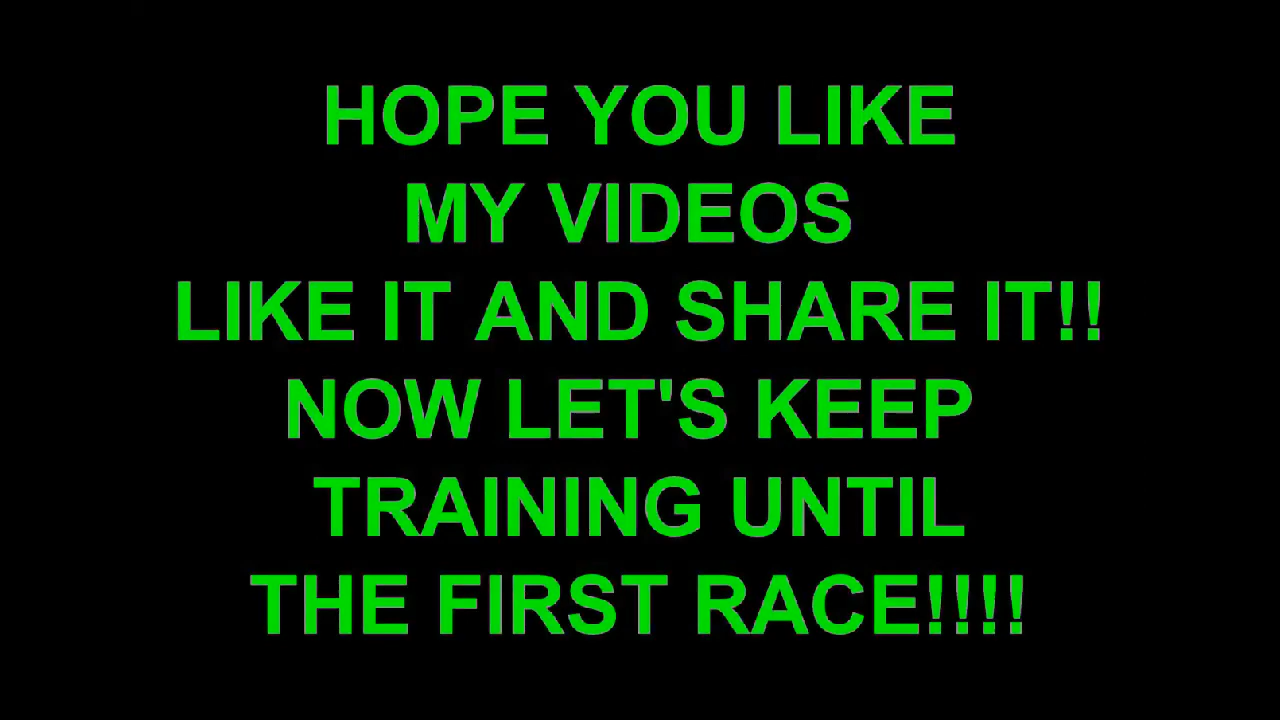 HOPE YOU LIKE
MY VIDEOS
LIKE IT AND SHARE IT!!
NOW LET'S KEEP
TRAINING UNTIL
THE FIRST RACE!!!!